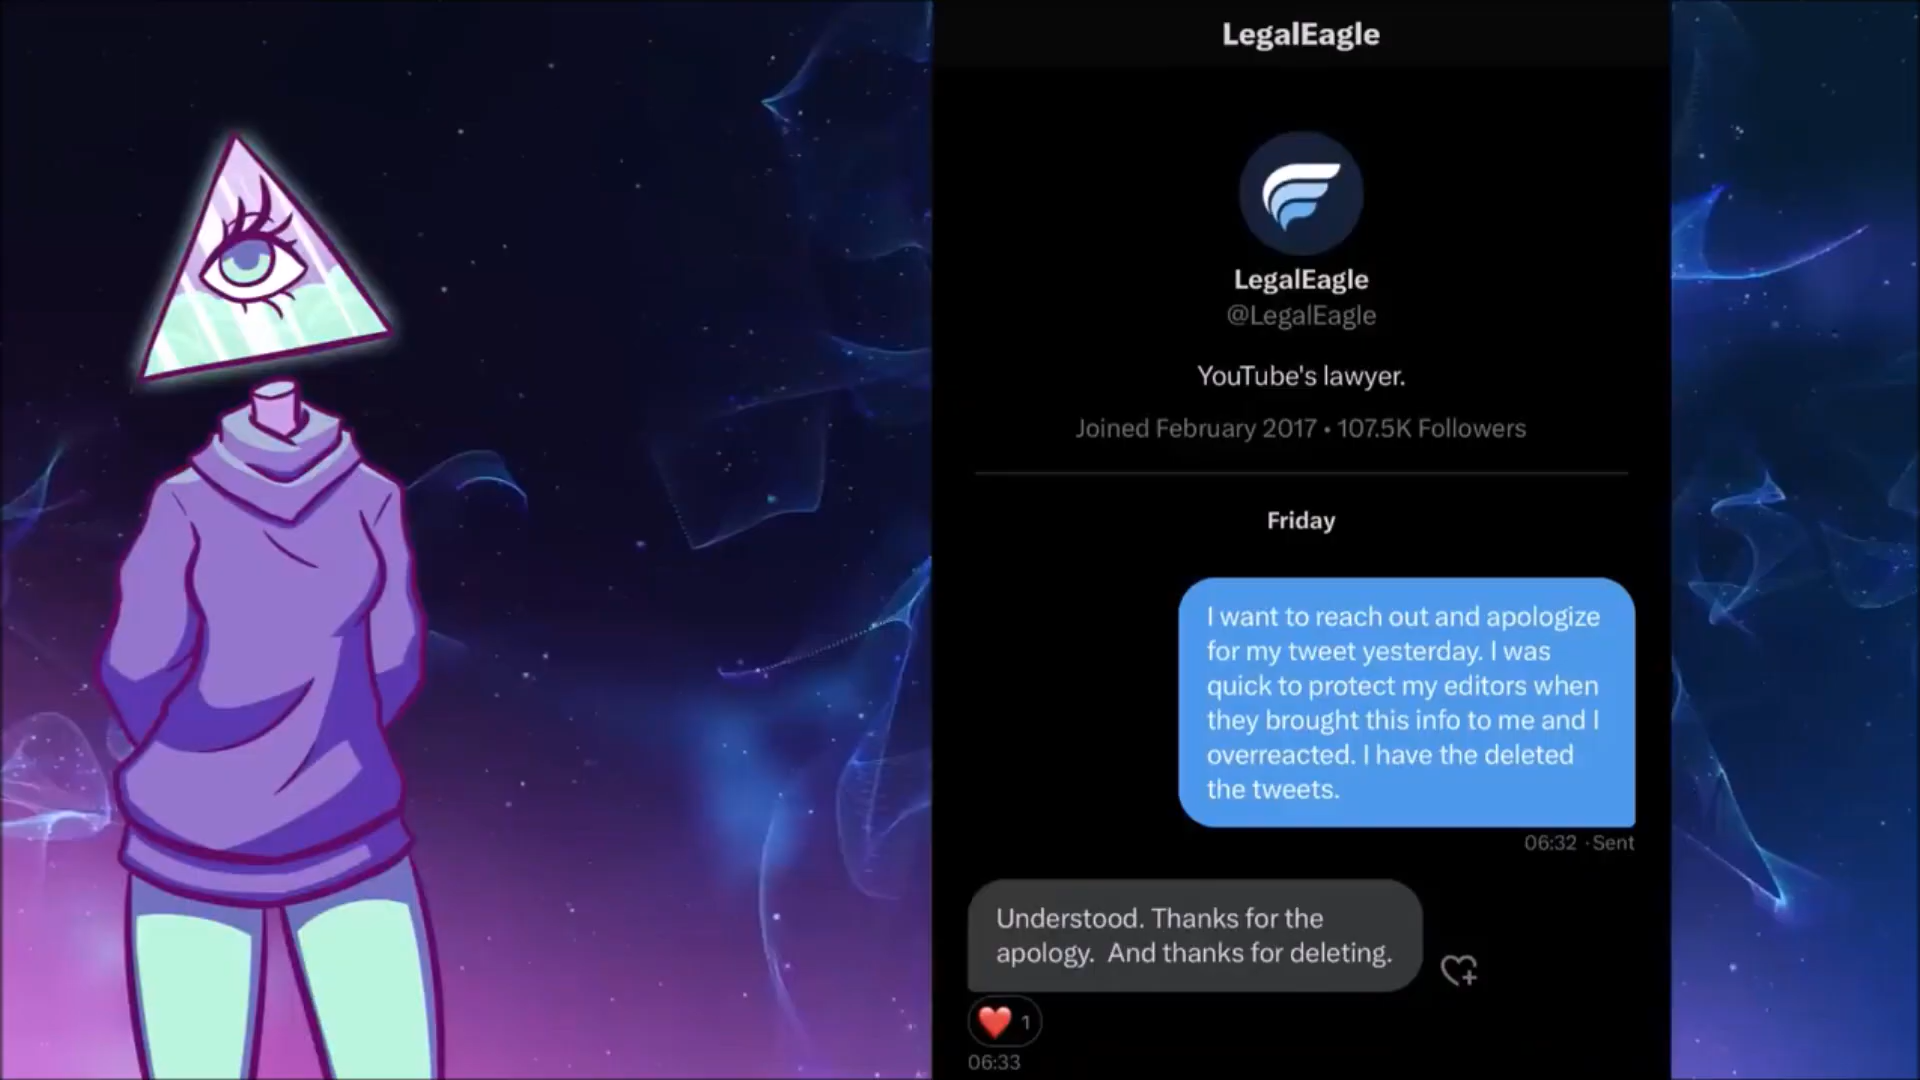 LegalEagle
LegalEagle
@LegalEagle
YouTube's lawyer.
Joined February 2017 • 107.5K Followers
Friday
I want to reach out and apologize
for my tweet yesterday. I was
quick to protect my editors when
they brought this info to me and I
overreacted. I have the deleted
the tweets.
06:32 · Sent
Understood. Thanks for the
apology.  And thanks for deleting.
❤️ 1
06:33